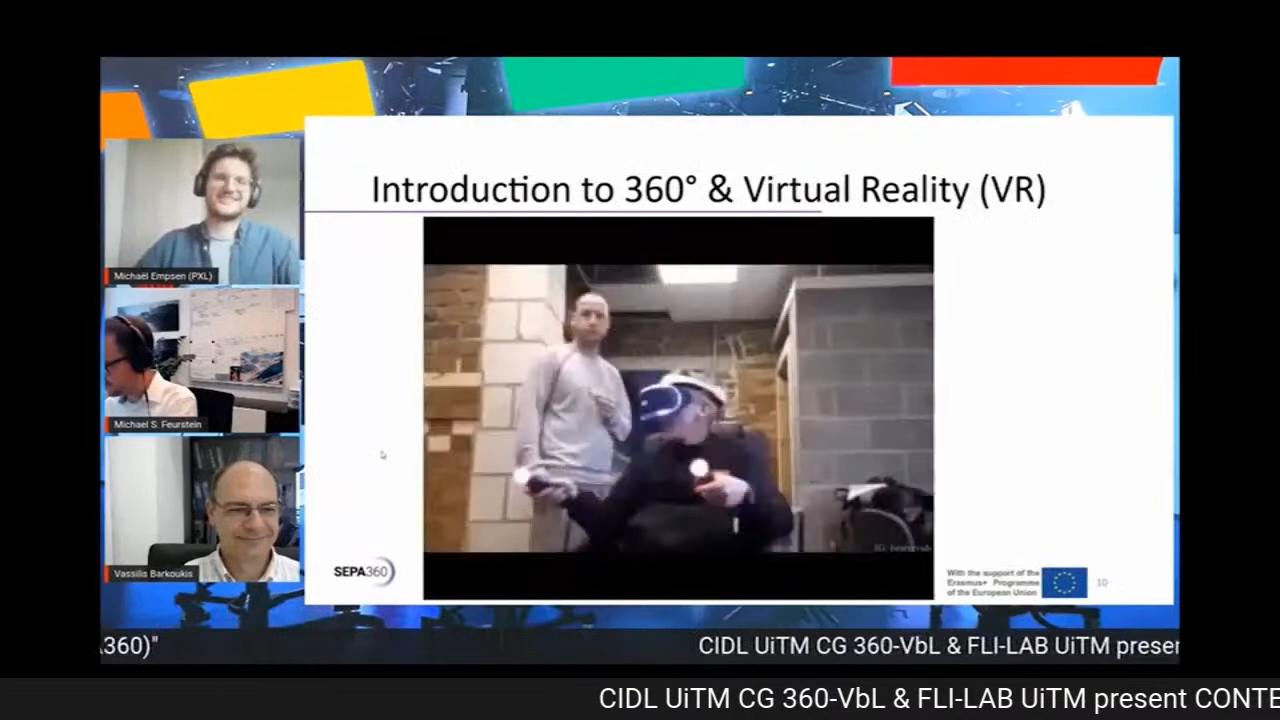 Introduction to 360° & Virtual Reality (VR)
Michaël Empsen (PXL)
Michael S. Feurstein
Vassilis Barkoukis
SEPA360
With the support of the
Erasmus+ Programme
of the European Union
10
A360)"
CIDL UiTM CG 360-VbL & FLI-LAB UiTM preser
CIDL UiTM CG 360-VbL & FLI-LAB UiTM present CONTE